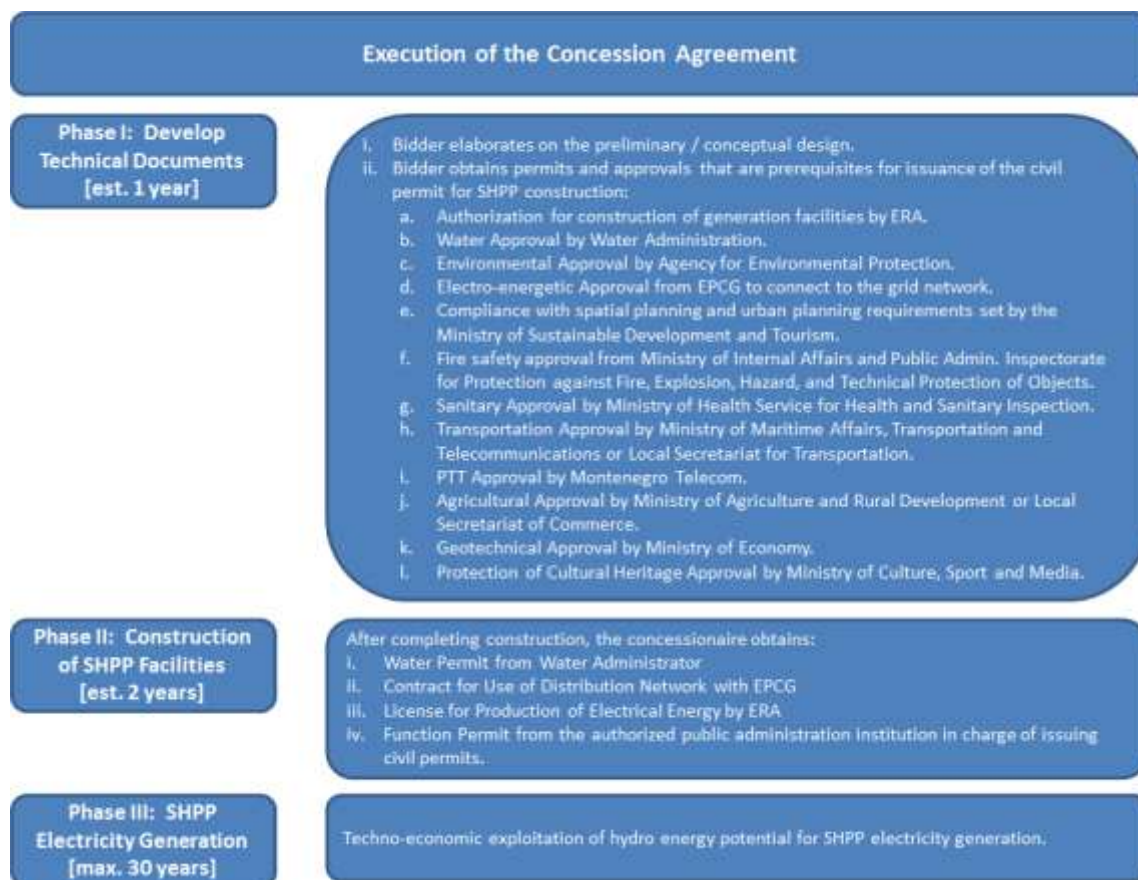 Execution of the Concession Agreement
Phase I: Develop
Technical Documents
[est. 1 year]
i. Bidder elaborates on the preliminary / conceptual design.
ii. Bidder obtains permits and approvals that are prerequisites for issuance of the civil
permit for SHPP construction:
a. Authorization for construction of generation facilities by ERA.
b. Water Approval by Water Administration.
c. Environmental Approval by Agency for Environmental Protection.
d. Electro-energetic Approval from EPCG to connect to the grid network.
e. Compliance with spatial planning and urban planning requirements set by the
Ministry of Sustainable Development and Tourism.
f. Fire safety approval from Ministry of Internal Affairs and Public Admin. Inspectorate
for Protection against Fire, Explosion, Hazard, and Technical Protection of Objects.
g. Sanitary Approval by Ministry of Health Service for Health and Sanitary Inspection.
h. Transportation Approval by Ministry of Maritime Affairs, Transportation and
Telecommunications or Local Secretariat for Transportation.
i. PTT Approval by Montenegro Telecom.
j. Agricultural Approval by Ministry of Agriculture and Rural Development or Local
Secretariat of Commerce.
k. Geotechnical Approval by Ministry of Economy.
l. Protection of Cultural Heritage Approval by Ministry of Culture, Sport and Media.
Phase II: Construction
of SHPP Facilities
[est. 2 years]
After completing construction, the concessionaire obtains:
i. Water Permit from Water Administrator
ii. Contract for Use of Distribution Network with EPCG
iii. License for Production of Electrical Energy by ERA
iv. Function Permit from the authorized public administration institution in charge of issuing
civil permits.
Phase III: SHPP
Electricity Generation
[max. 30 years]
Techno-economic exploitation of hydro energy potential for SHPP electricity generation.